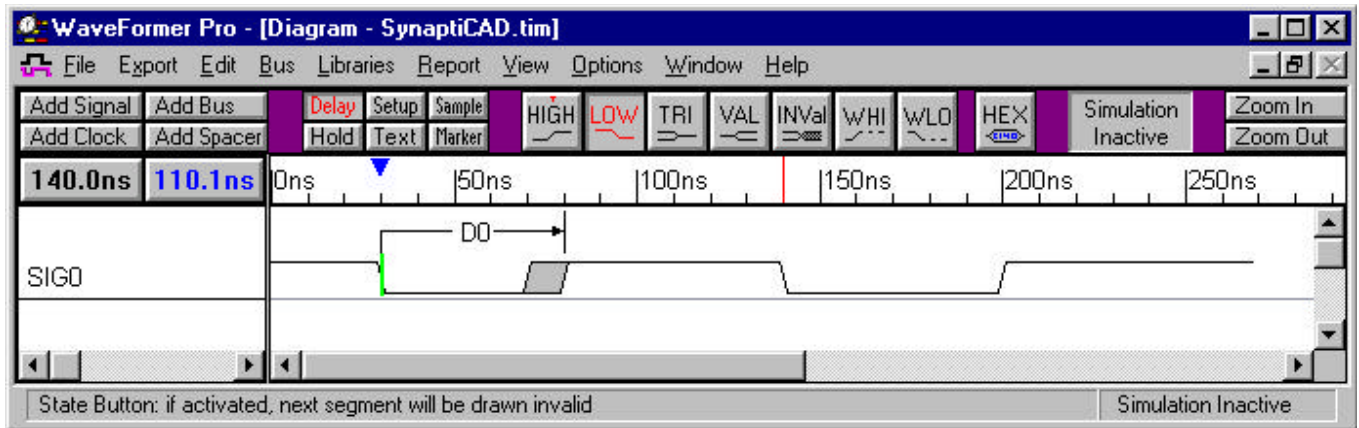 WaveFormer Pro - [Diagram - SynaptiCAD.tim]
File Export Edit Bus Libraries Report View Options Window Help
Add Signal Add Bus Delay Setup Sample HIGH LOW TRI VAL INVal WHI WLO HEX Simulation Inactive Zoom In
Add Clock Add Spacer Hold Text Marker Zoom Out
140.0ns 110.1ns 0ns 50ns 100ns 150ns 200ns 250ns
D0
SIG0
State Button: if activated, next segment will be drawn invalid Simulation Inactive